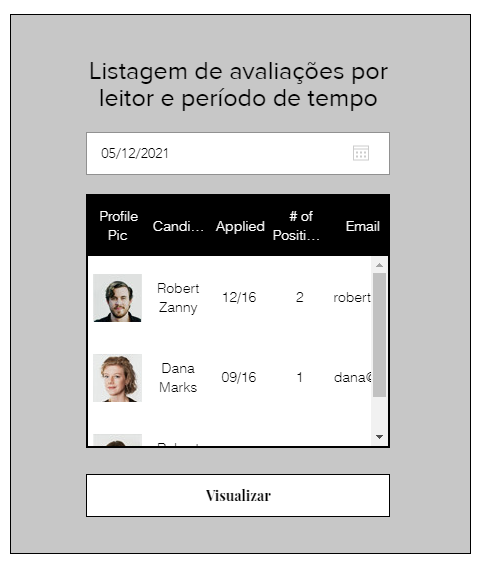 Listagem de avaliações por
leitor e período de tempo
05/12/2021
Profile Pic Candi... Applied # of Positi... Email
Robert Zanny 12/16 2 robert
Dana Marks 09/16 1 dana
Visualizar